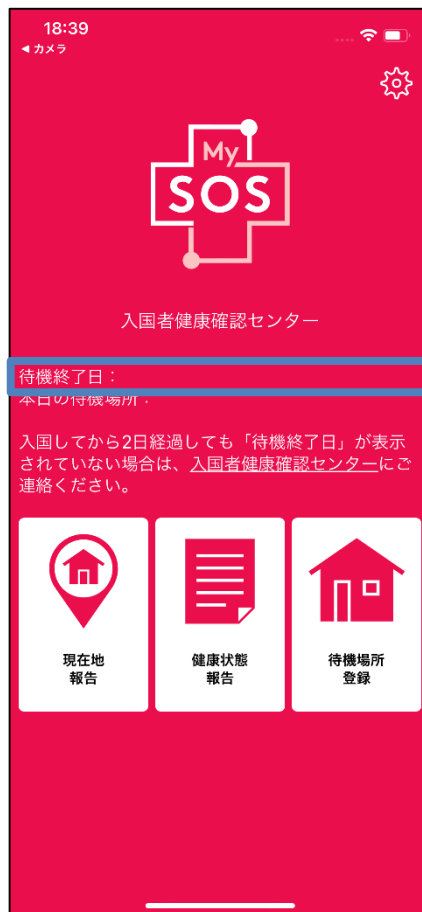 18:39
◀ カメラ
My
SOS
入国者健康確認センター
待機終了日：
本日の待機場所：
入国してから2日経過しても「待機終了日」が表示
されていない場合は、入国者健康確認センターにご
連絡ください。
現在地
報告
健康状態
報告
待機場所
登録